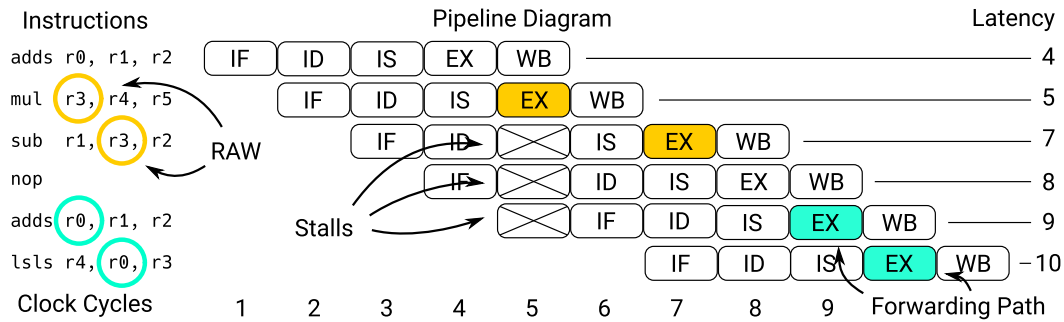 Instructions Pipeline Diagram Latency
adds r0, r1, r2 IF ID IS EX WB 4
mul r3, r4, r5 IF ID IS EX WB 5
sub r1, r3, r2 IF ID IS EX WB 7
RAW
nop IF ID IS EX WB 8
adds r0, r1, r2 IF ID IS EX WB 9
Stalls
lsls r4, r0, r3 IF ID IS EX WB 10
Clock Cycles 1 2 3 4 5 6 7 8 9 Forwarding Path